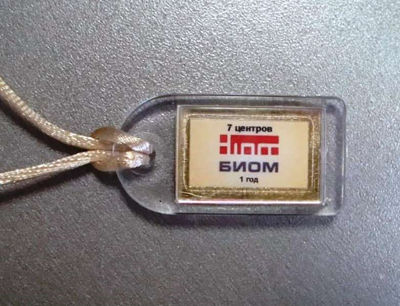 7 центров
БИОМ
1 год